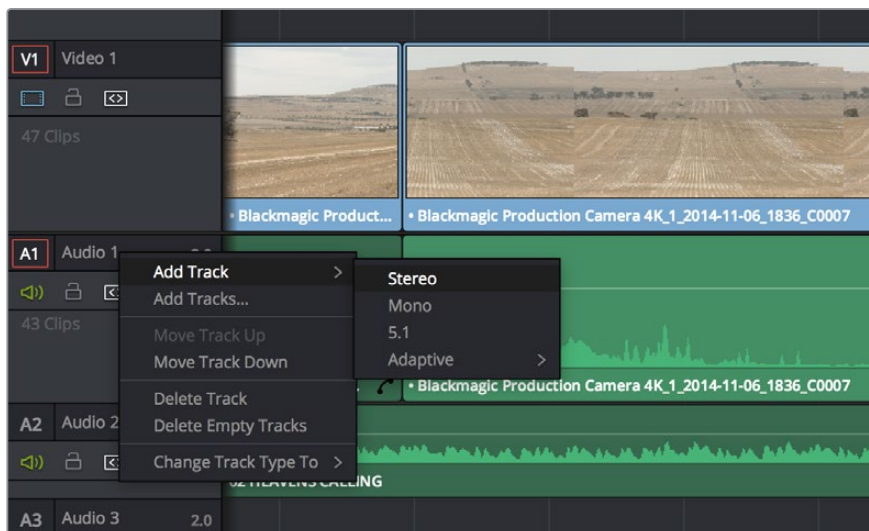 V1 Video 1
47 Clips
• Blackmagic Product...
• Blackmagic Production Camera 4K_1_2014-11-06_1836_C0007
A1 Audio 1
43 Clips
Add Track >
Add Tracks...
Move Track Up
Move Track Down
Delete Track
Delete Empty Tracks
Change Track Type To >
Stereo
Mono
5.1
Adaptive >
• Blackmagic Production Camera 4K_1_2014-11-06_1836_C0007
A2 Audio 2
HEAVENS CALLING
A3 Audio 3 2.0